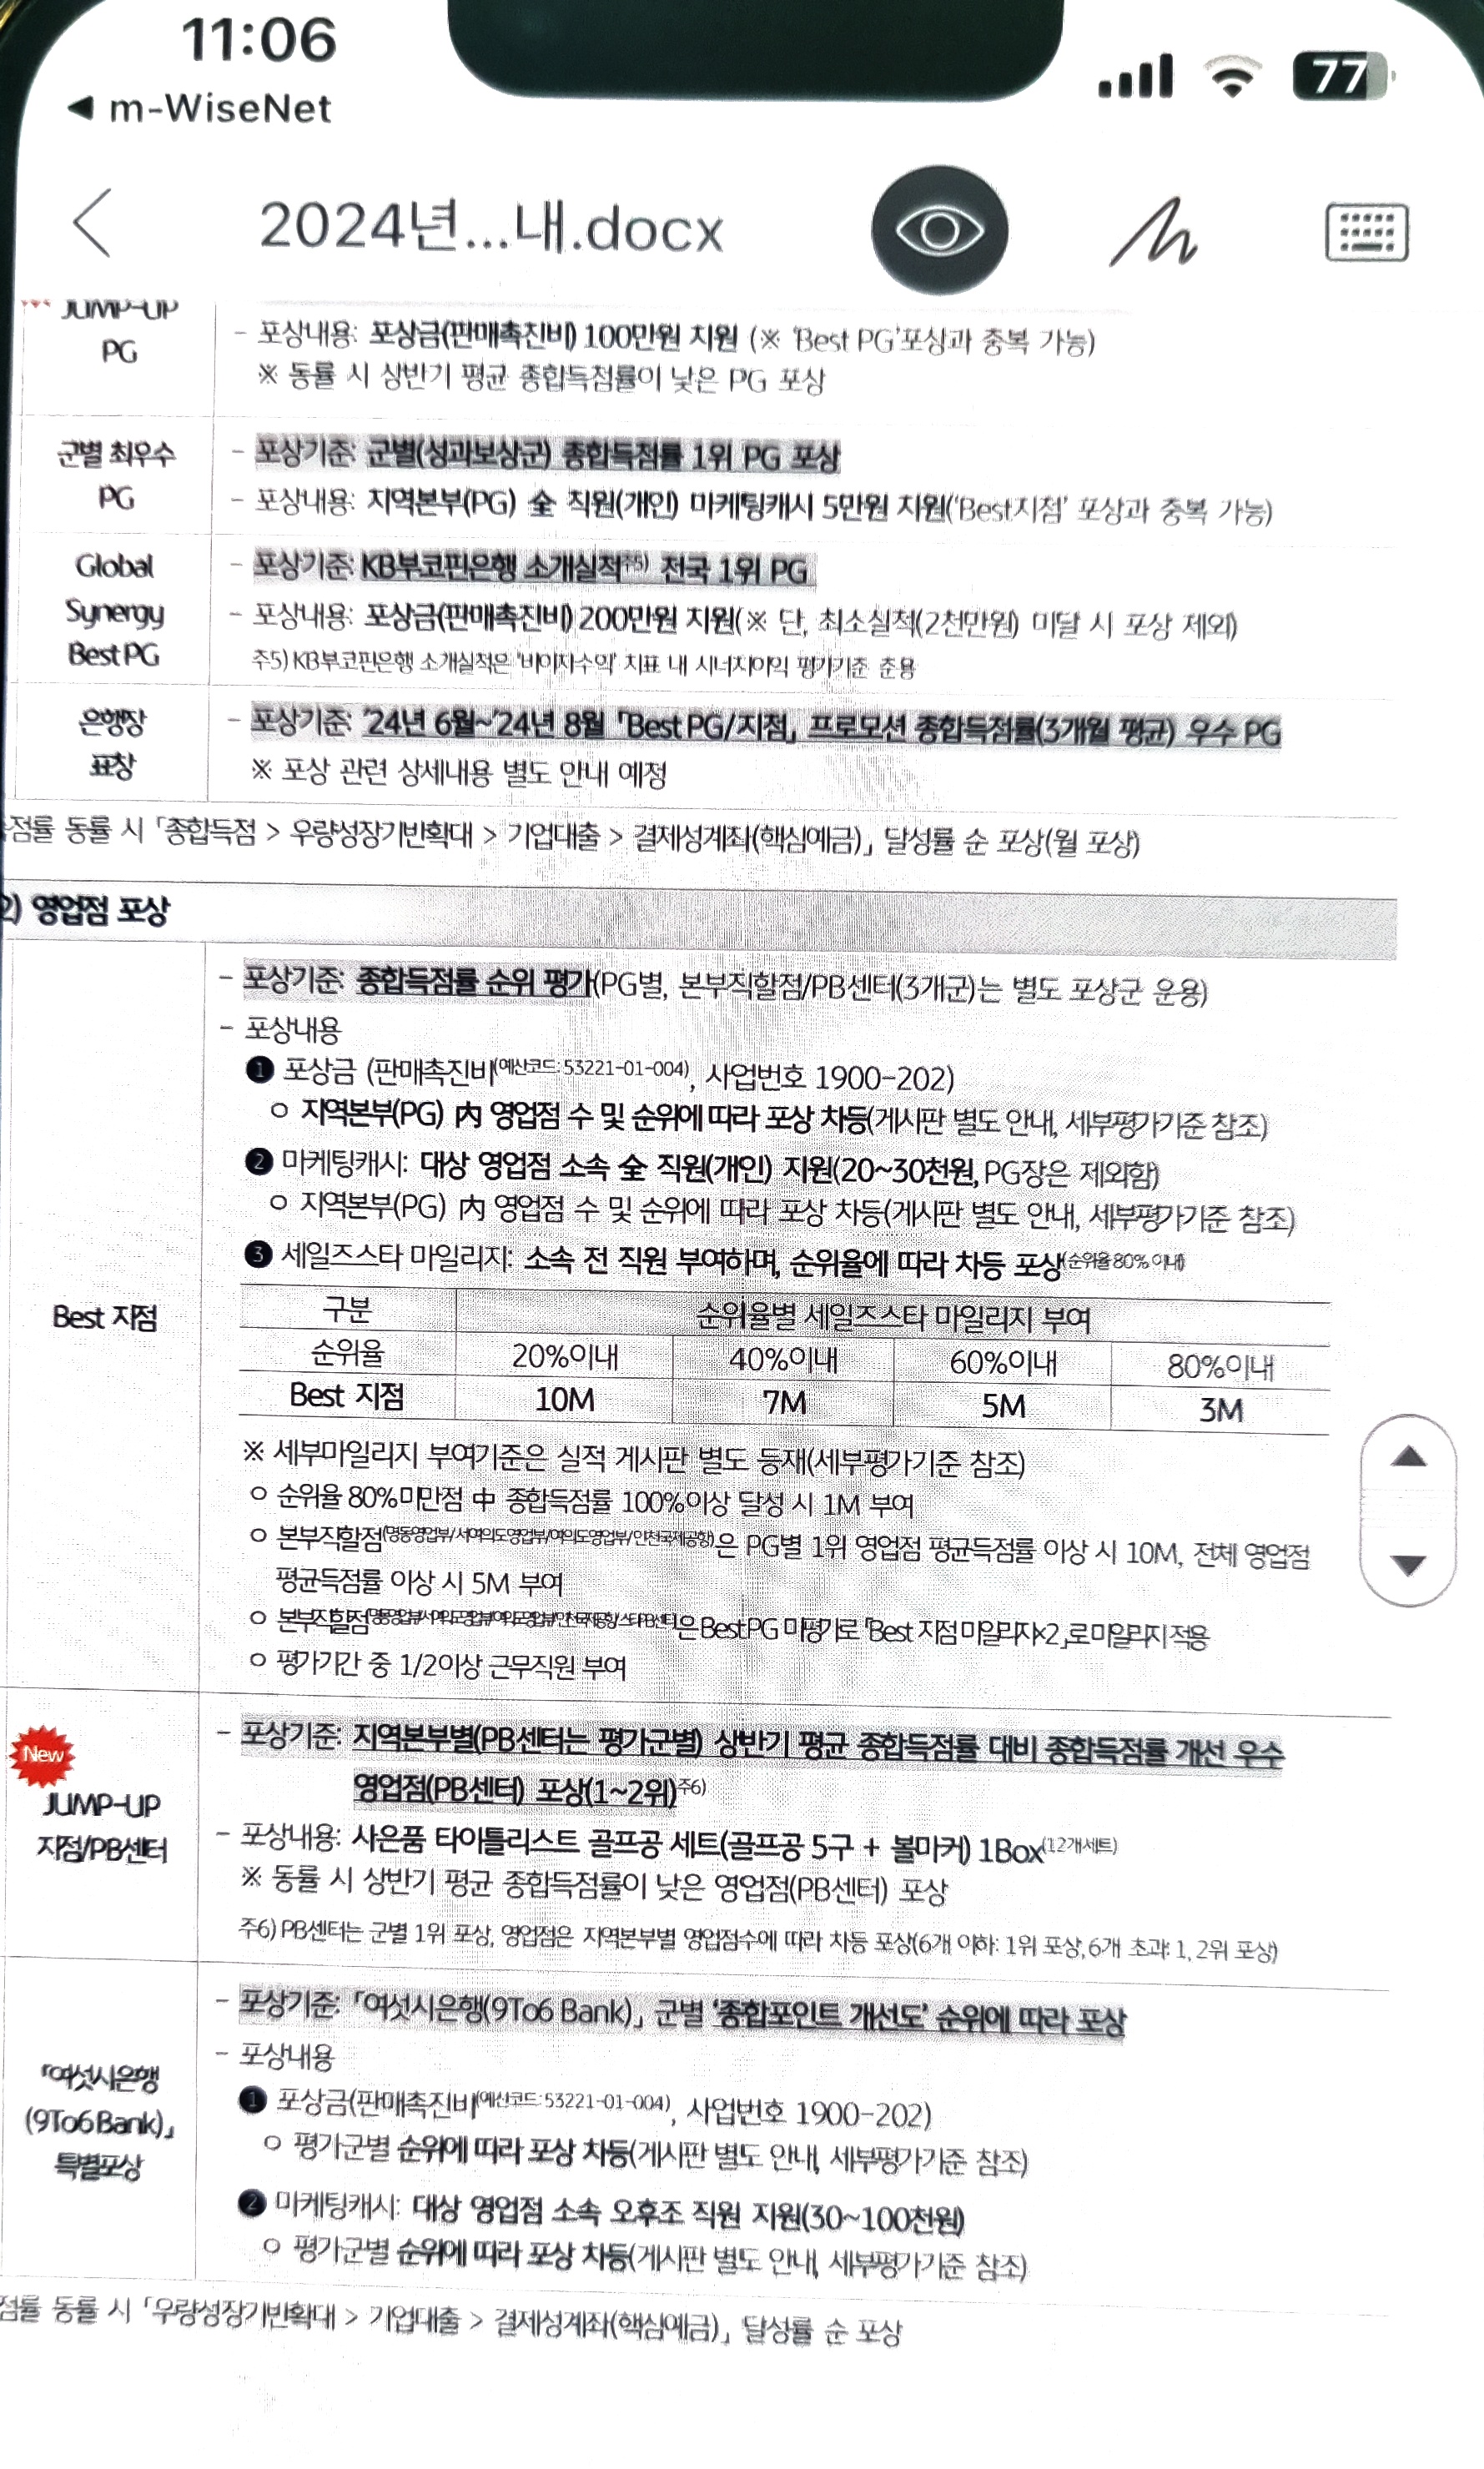 11:06
77
◀ m-WiseNet
2024년...내.docx
JUMP-UP
PG
- 포상내용: 포상금(판매촉진비) 100만원 지원 (※ 'Best PG'포상과 중복 가능)
※ 동률 시 상반기 평균 종합득점률이 낮은 PG 포상
군별 최우수
PG
- 포상기준: 군별(성과보상군) 종합득점률 1위 PG 포상
- 포상내용: 지역본부(PG) 全 직원(개인) 마케팅캐시 5만원 지원('Best지점' 포상과 중복 가능)
Global
Synergy
Best PG
- 포상기준: KB부코핀은행 소개실적주5) 전국 1위 PG
- 포상내용: 포상금(판매촉진비) 200만원 지원(※ 단, 최소실적(2천만원) 미달 시 포상 제외)
주5) KB부코핀은행 소개실적은 '비이자수익' 지표 내 시너지이익 평가기준 준용
은행장
표창
- 포상기준: '24년 6월~'24년 8월 「Best PG/지점」 프로모션 종합득점률(3개월 평균) 우수 PG
※ 포상 관련 상세내용 별도 안내 예정
점률 동률 시 「종합득점 > 우량성장기반확대 > 기업대출 > 결제성계좌(핵심예금)」 달성률 순 포상(월 포상)
2) 영업점 포상
Best 지점
- 포상기준: 종합득점률 순위 평가(PG별, 본부직할점/PB센터(3개군)는 별도 포상군 운용)
- 포상내용
❶ 포상금 (판매촉진비(예산코드: 53221-01-004), 사업번호 1900-202)
○ 지역본부(PG) 内 영업점 수 및 순위에 따라 포상 차등(게시판 별도 안내, 세부평가기준 참조)
❷ 마케팅캐시: 대상 영업점 소속 全 직원(개인) 지원(20~30천원, PG장은 제외함)
○ 지역본부(PG) 内 영업점 수 및 순위에 따라 포상 차등(게시판 별도 안내, 세부평가기준 참조)
❸ 세일즈스타 마일리지: 소속 전 직원 부여하며, 순위율에 따라 차등 포상(순위율 80% 이내)
구분 순위율별 세일즈스타 마일리지 부여
순위율 20%이내 40%이내 60%이내 80%이내
Best 지점 10M 7M 5M 3M
※ 세부마일리지 부여기준은 실적 게시판 별도 등재(세부평가기준 참조)
○ 순위율 80%미만점 中 종합득점률 100%이상 달성 시 1M 부여
○ 본부직할점(명동영업부/서여의도영업부/여의도영업부/인천국제공항)은 PG별 1위 영업점 평균득점률 이상 시 10M, 전체 영업점
평균득점률 이상 시 5M 부여
○ 본부직할점(명동영업부/서여의도영업부/여의도영업부/인천국제공항/스타PB센터)은 Best PG 미평가로 「Best 지점 마일리지×2」로 마일리지 적용
○ 평가기간 중 1/2이상 근무직원 부여
New
JUMP-UP
지점/PB센터
- 포상기준: 지역본부별(PB센터는 평가군별) 상반기 평균 종합득점률 대비 종합득점률 개선 우수
영업점(PB센터) 포상(1~2위)주6)
- 포상내용: 사은품 타이틀리스트 골프공 세트(골프공 5구 + 볼마커) 1Box(12개세트)
※ 동률 시 상반기 평균 종합득점률이 낮은 영업점(PB센터) 포상
주6) PB센터는 군별 1위 포상, 영업점은 지역본부별 영업점수에 따라 차등 포상(6개 이하: 1위 포상, 6개 초과: 1, 2위 포상)
「여섯시은행
(9To6 Bank)」
특별포상
- 포상기준: 「여섯시은행(9To6 Bank)」 군별 '종합포인트 개선도' 순위에 따라 포상
- 포상내용
❶ 포상금(판매촉진비(예산코드: 53221-01-004), 사업번호 1900-202)
○ 평가군별 순위에 따라 포상 차등(게시판 별도 안내, 세부평가기준 참조)
❷ 마케팅캐시: 대상 영업점 소속 오후조 직원 지원(30~100천원)
○ 평가군별 순위에 따라 포상 차등(게시판 별도 안내, 세부평가기준 참조)
점률 동률 시 「우량성장기반확대 > 기업대출 > 결제성계좌(핵심예금)」 달성률 순 포상